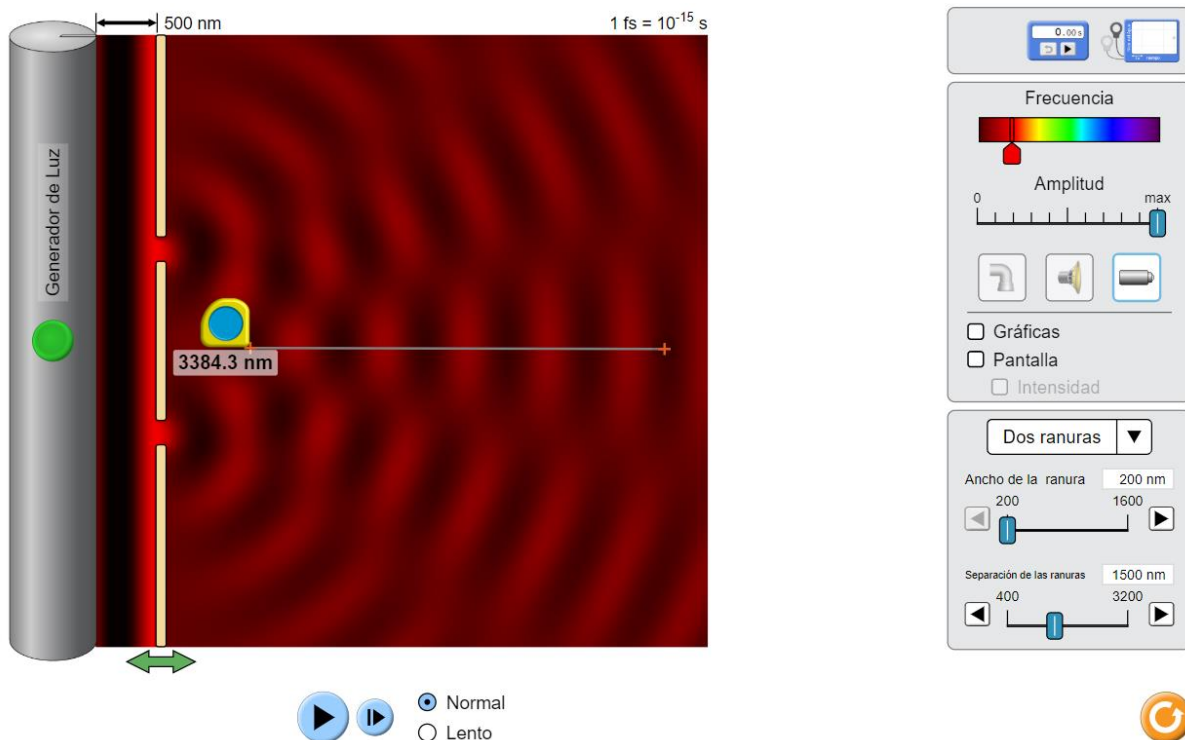 500 nm
1 fs = 10⁻¹⁵ s
Generador de Luz
3384.3 nm
Normal
Lento
0.00 s
Frecuencia
Amplitud
0 max
Gráficas
Pantalla
Intensidad
Dos ranuras
Ancho de la ranura 200 nm
200 1600
Separación de las ranuras 1500 nm
400 3200